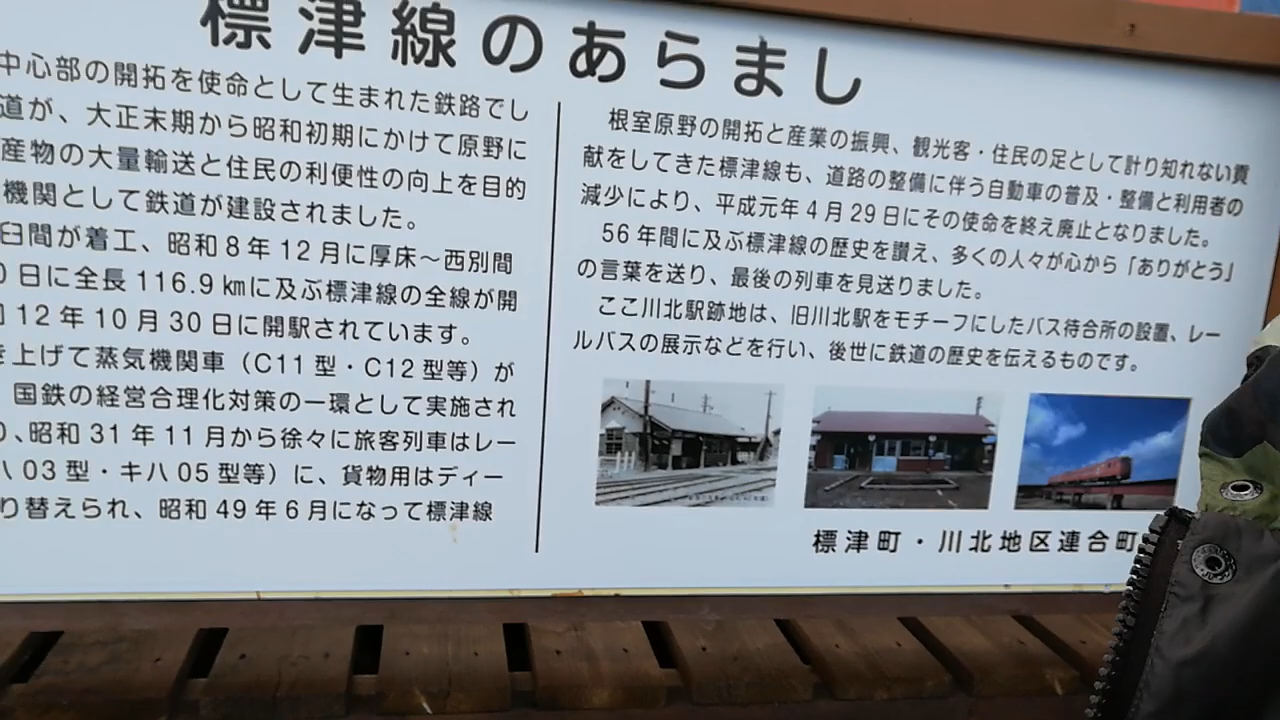 標津線のあらまし
中心部の開拓を使命として生まれた鉄路でし
道が、大正末期から昭和初期にかけて原野に
産物の大量輸送と住民の利便性の向上を目的
機関として鉄道が建設されました。
臼間が着工、昭和8年12月に厚床〜西別間
0日に全長116.9㎞に及ぶ標津線の全線が開
12年10月30日に開駅されています。
上げて蒸気機関車（C11型・C12型等）が
国鉄の経営合理化対策の一環として実施され
、昭和31年11月から徐々に旅客列車はレー
ハ03型・キハ05型等）に、貨物用はディー
り替えられ、昭和49年6月になって標津線
根室原野の開拓と産業の振興、観光客・住民の足として計り知れない貢
献をしてきた標津線も、道路の整備に伴う自動車の普及・整備と利用者の
減少により、平成元年4月29日にその使命を終え廃止となりました。
56年間に及ぶ標津線の歴史を讃え、多くの人々が心から「ありがとう」
の言葉を送り、最後の列車を見送りました。
ここ川北駅跡地は、旧川北駅をモチーフにしたバス待合所の設置、レー
ルバスの展示などを行い、後世に鉄道の歴史を伝えるものです。
標津町・川北地区連合町